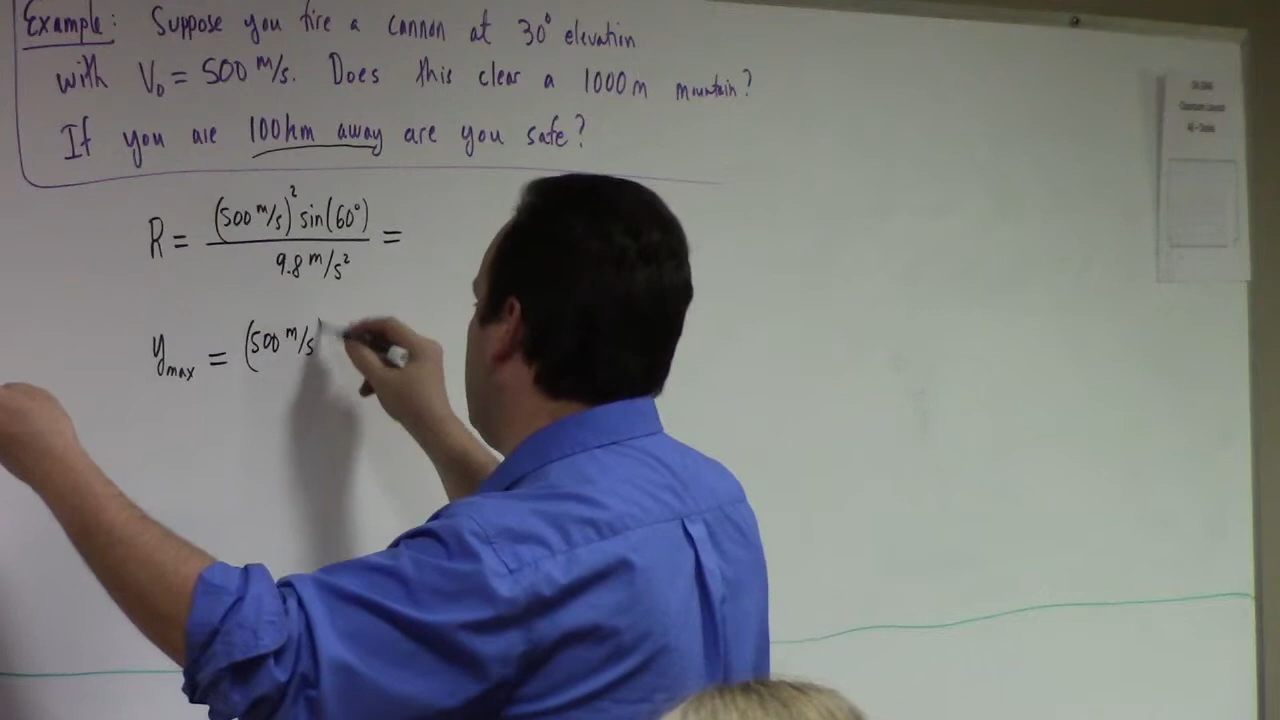 Example: Suppose you fire a cannon at 30° elevation
with V₀ = 500 m/s. Does this clear a 1000m mountain?
If you are 100km away are you safe?
R = (500 m/s)² sin(60°) / 9.8 m/s² =
y_max = (500 m/s